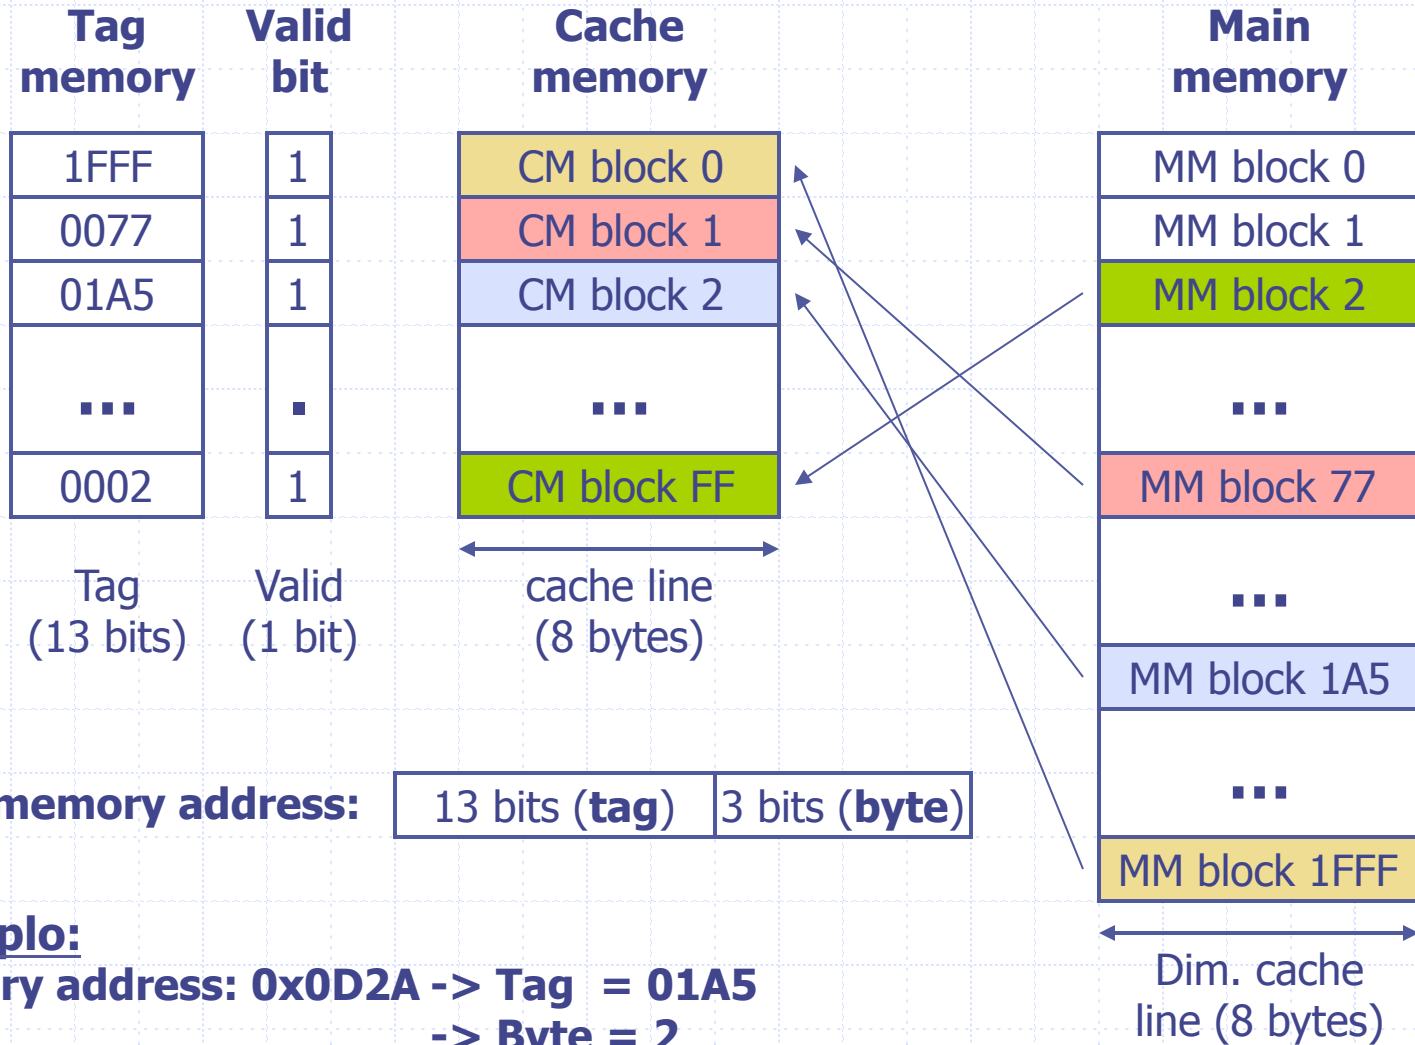 Tag memory
Valid bit
Cache memory
Main memory
1FFF 1 CM block 0 MM block 0
0077 1 CM block 1 MM block 1
01A5 1 CM block 2 MM block 2
... . ... ...
0002 1 CM block FF MM block 77
Tag (13 bits)
Valid (1 bit)
cache line (8 bytes)
...
MM block 1A5
...
memory address: 13 bits (tag) 3 bits (byte)
MM block 1FFF
plo:
ry address: 0x0D2A -> Tag = 01A5
-> Byte = 2
Dim. cache
line (8 bytes)